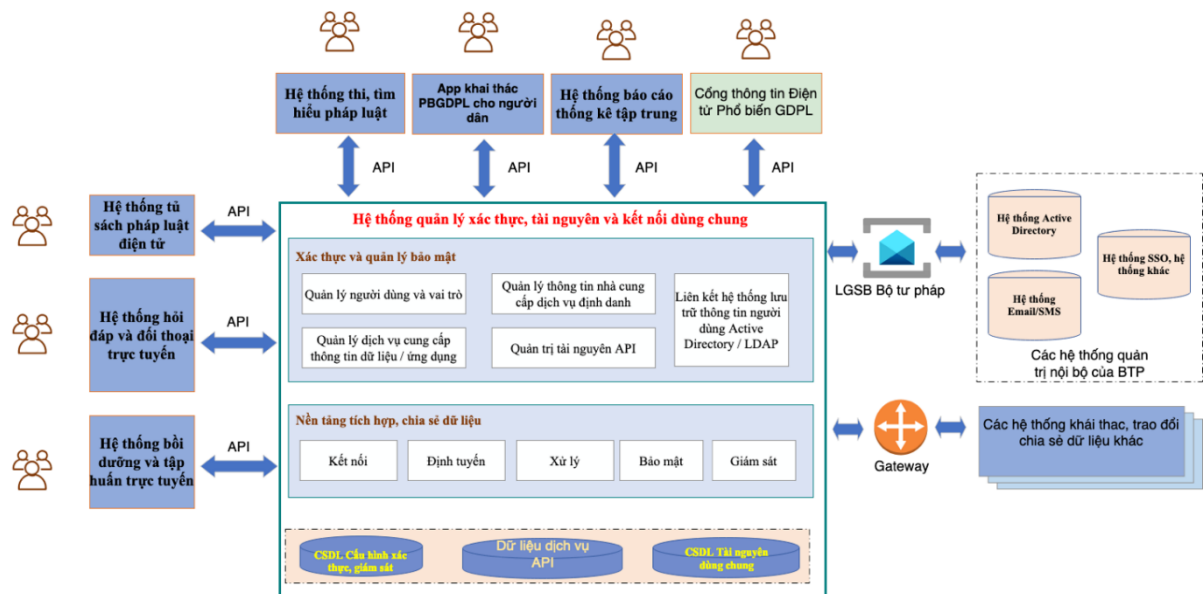 Hệ thống thi, tìm
hiểu pháp luật
App khai thác
PBGDPL cho người
dân
Hệ thống báo cáo
thống kê tập trung
Cổng thông tin Điện
tử Phổ biến GDPL
API
API
API
API
Hệ thống tủ
sách pháp luật
điện tử
API
Hệ thống hỏi
đáp và đối thoại
trực tuyến
API
Hệ thống bồi
dưỡng và tập
huấn trực tuyến
API
Hệ thống quản lý xác thực, tài nguyên và kết nối dùng chung
Xác thực và quản lý bảo mật
Quản lý người dùng và vai trò
Quản lý thông tin nhà cung
cấp dịch vụ định danh
Liên kết hệ thống lưu
trữ thông tin người
dùng Active
Directory / LDAP
Quản lý dịch vụ cung cấp
thông tin dữ liệu / ứng dụng
Quản trị tài nguyên API
Nền tảng tích hợp, chia sẻ dữ liệu
Kết nối
Định tuyến
Xử lý
Bảo mật
Giám sát
CSDL Cấu hình xác
thực, giám sát
Dữ liệu dịch vụ
API
CSDL Tài nguyên
dùng chung
LGSB Bộ tư pháp
Hệ thống Active
Directory
Hệ thống SSO, hệ
thống khác
Hệ thống
Email/SMS
Các hệ thống quản
trị nội bộ của BTP
Gateway
Các hệ thống khái thac, trao đổi
chia sẻ dữ liệu khác